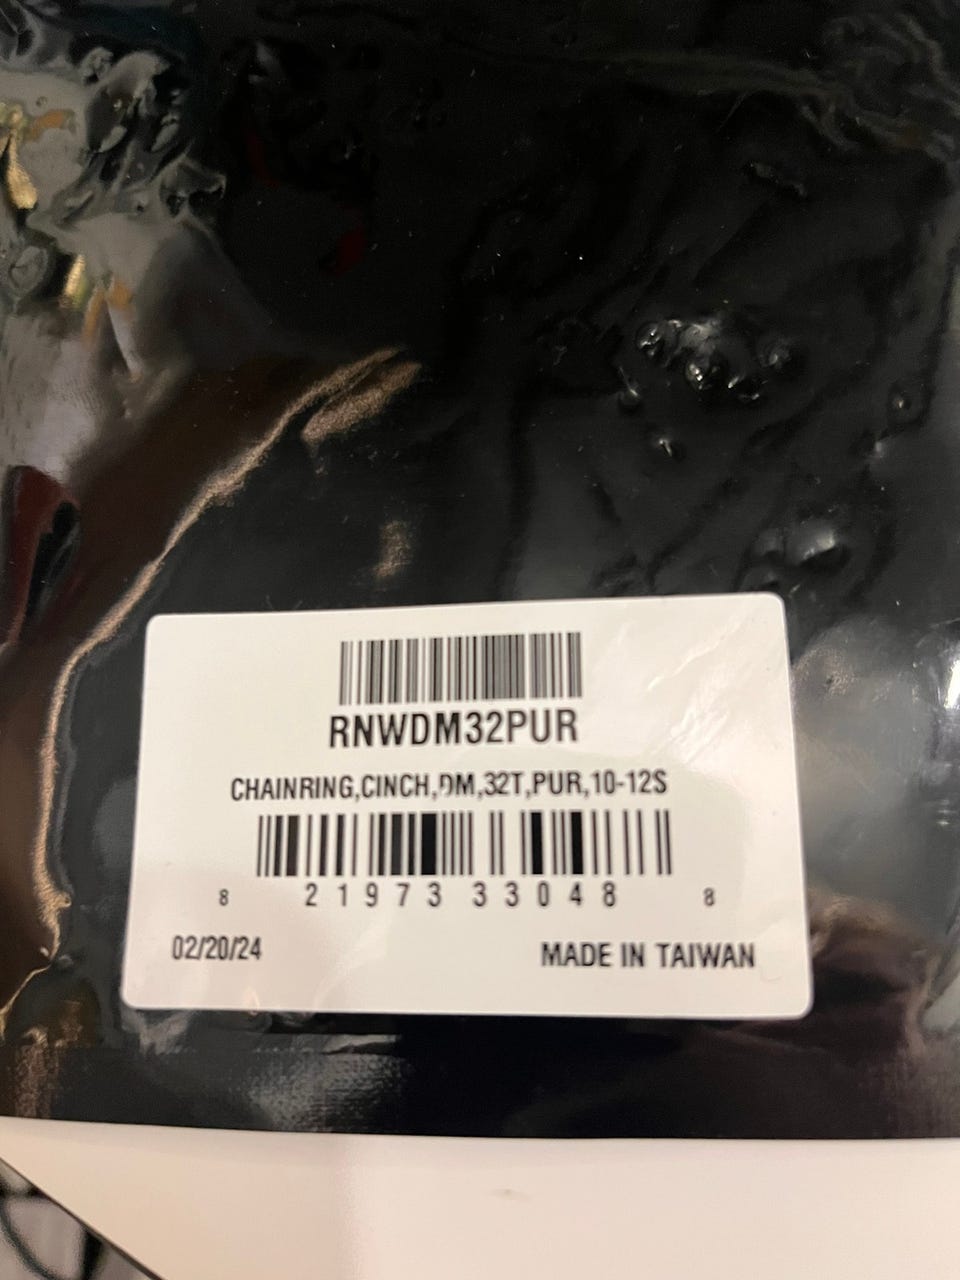 RNWDM32PUR
CHAINRING,CINCH,DM,32T,PUR,10-12S
8 21973 33048 8
02/20/24 MADE IN TAIWAN